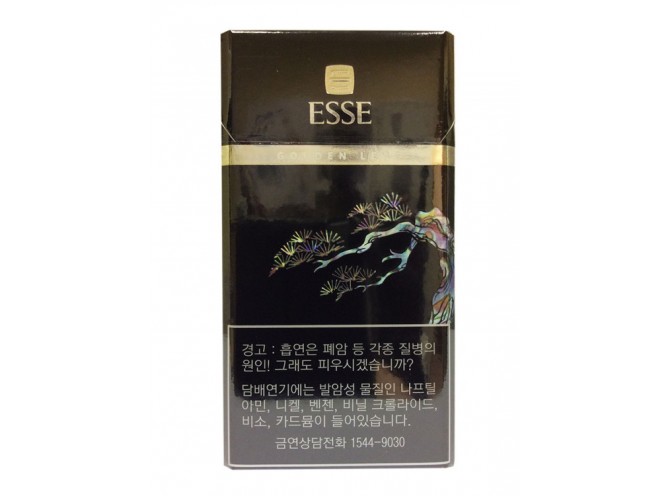 ESSE
GOLDEN LEAF
경고 : 흡연은 폐암 등 각종 질병의
원인! 그래도 피우시겠습니까?
담배연기에는 발암성 물질인 나프틸
아민, 니켈, 벤젠, 비닐 크롤라이드,
비소, 카드뮴이 들어있습니다.
금연상담전화 1544-9030